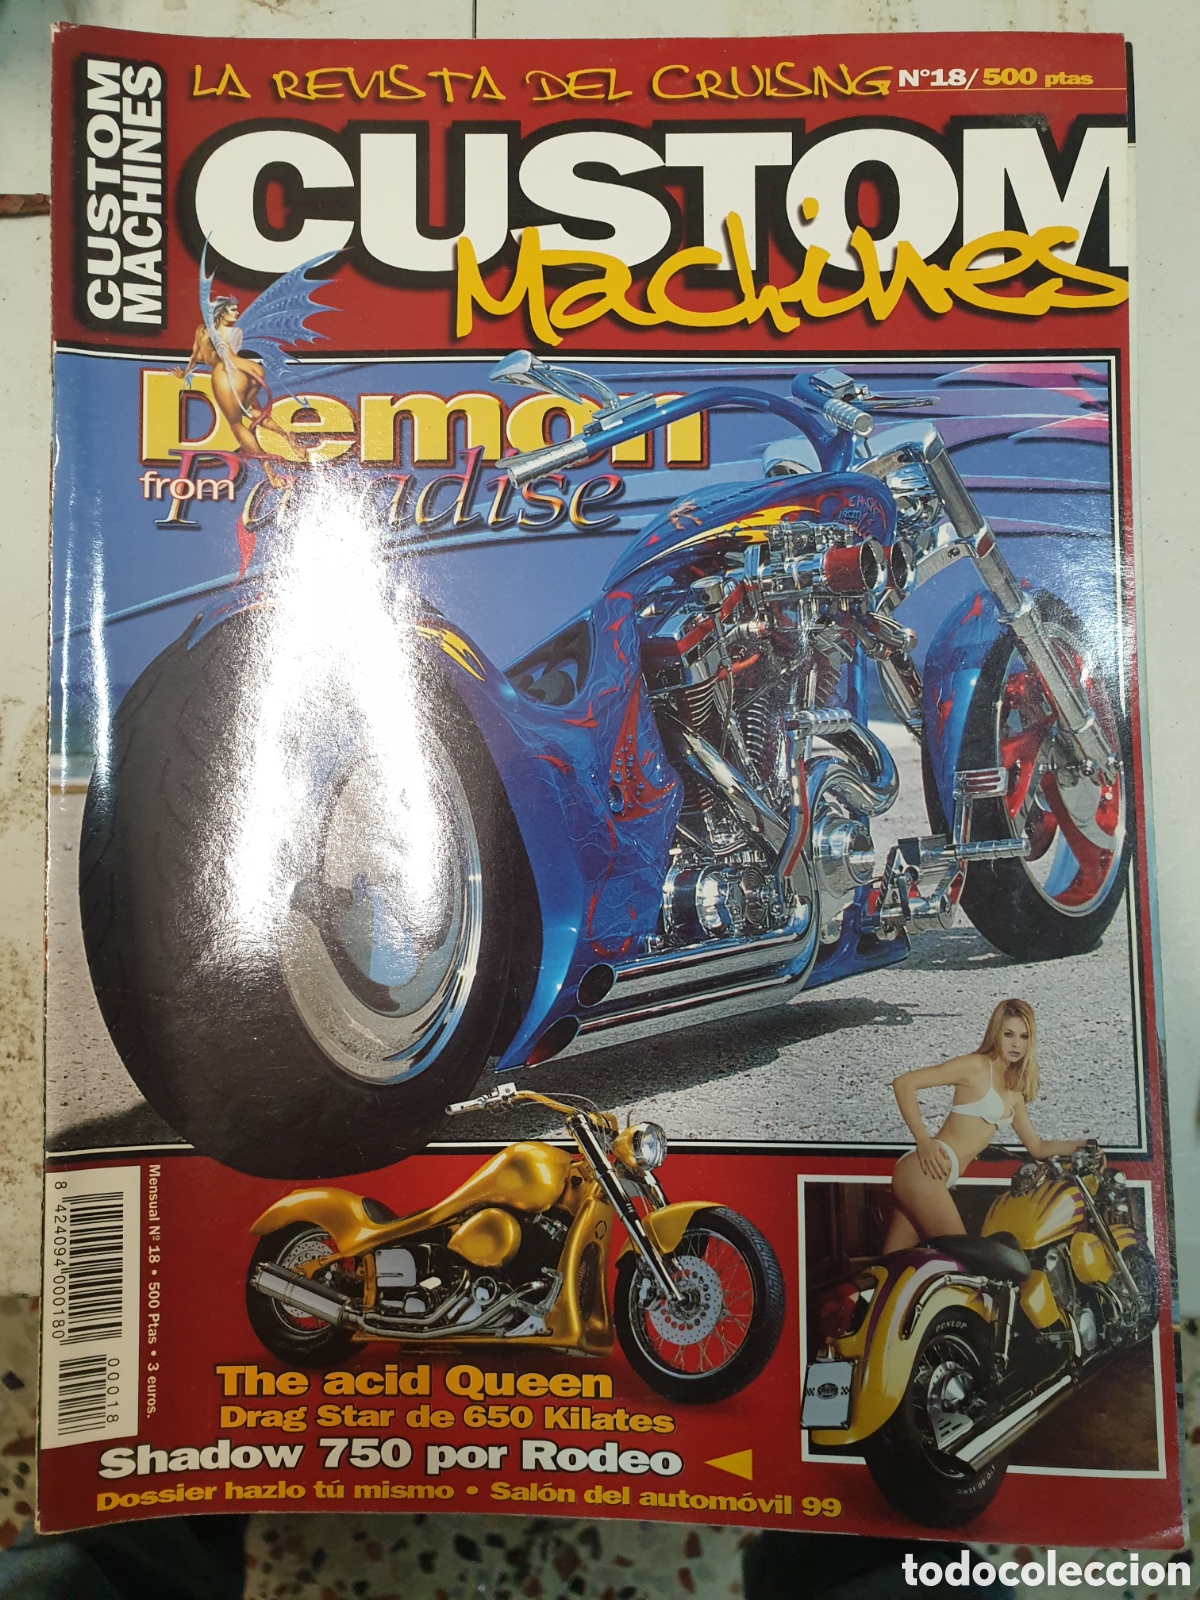 CUSTOM
MACHINES
LA REVISTA DEL CRUISING
Nº18/ 500 ptas
CUSTOM
Machines
Demon
from Paradise
Mensual Nº 18 • 500 Ptas • 3 euros.
8 424094 000180
00018
The acid Queen
Drag Star de 650 Kilates
Shadow 750 por Rodeo
Dossier hazlo tú mismo • Salón del automóvil 99
DUNLOP
todocoleccion